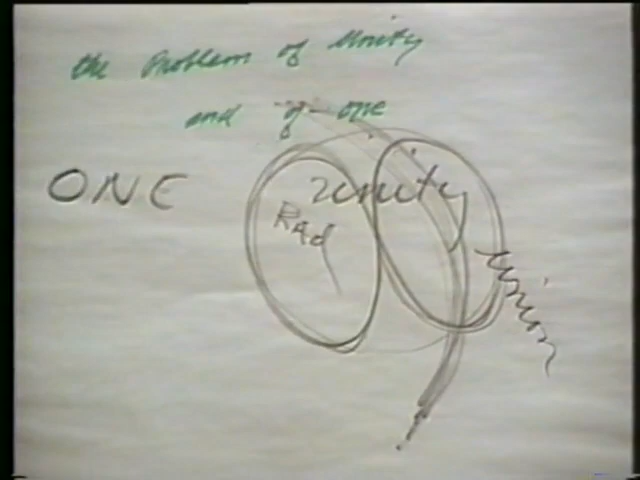 the Problem of Unity
and of one
ONE
Unity
Rad
Union